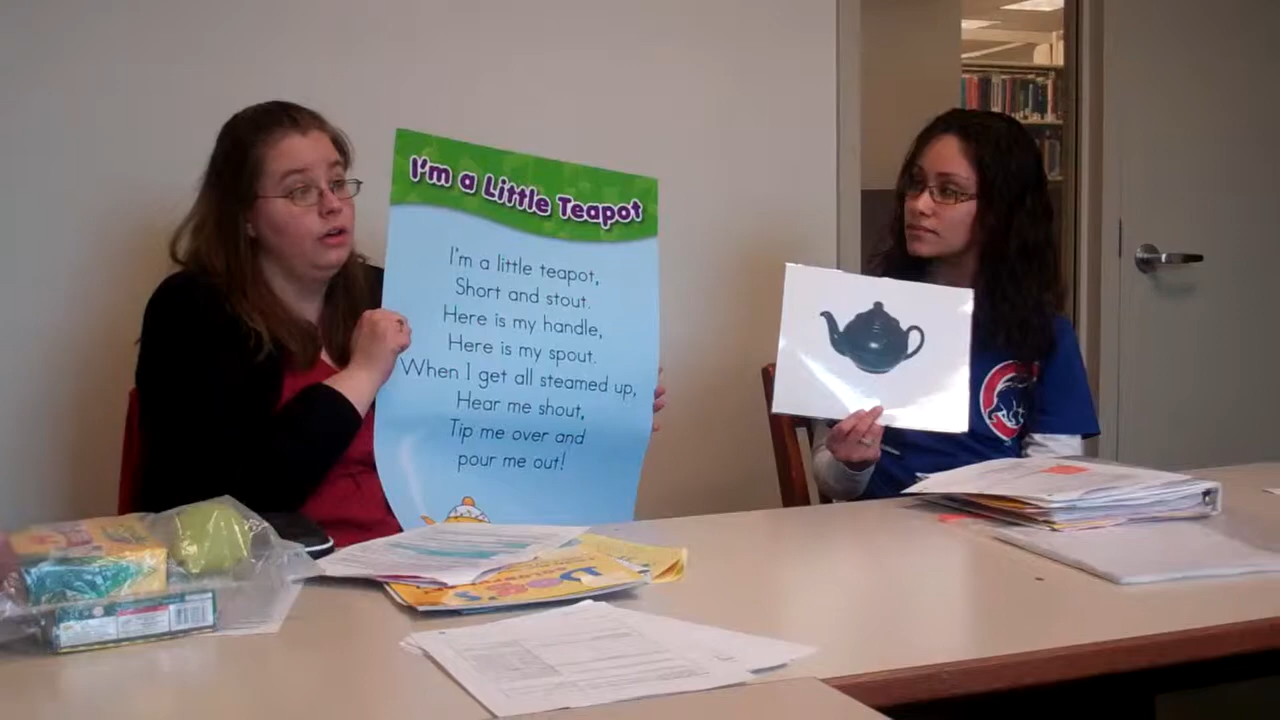 I'm a Little Teapot
I'm a little teapot,
Short and stout.
Here is my handle,
Here is my spout.
When I get all steamed up,
Hear me shout,
Tip me over and
pour me out!